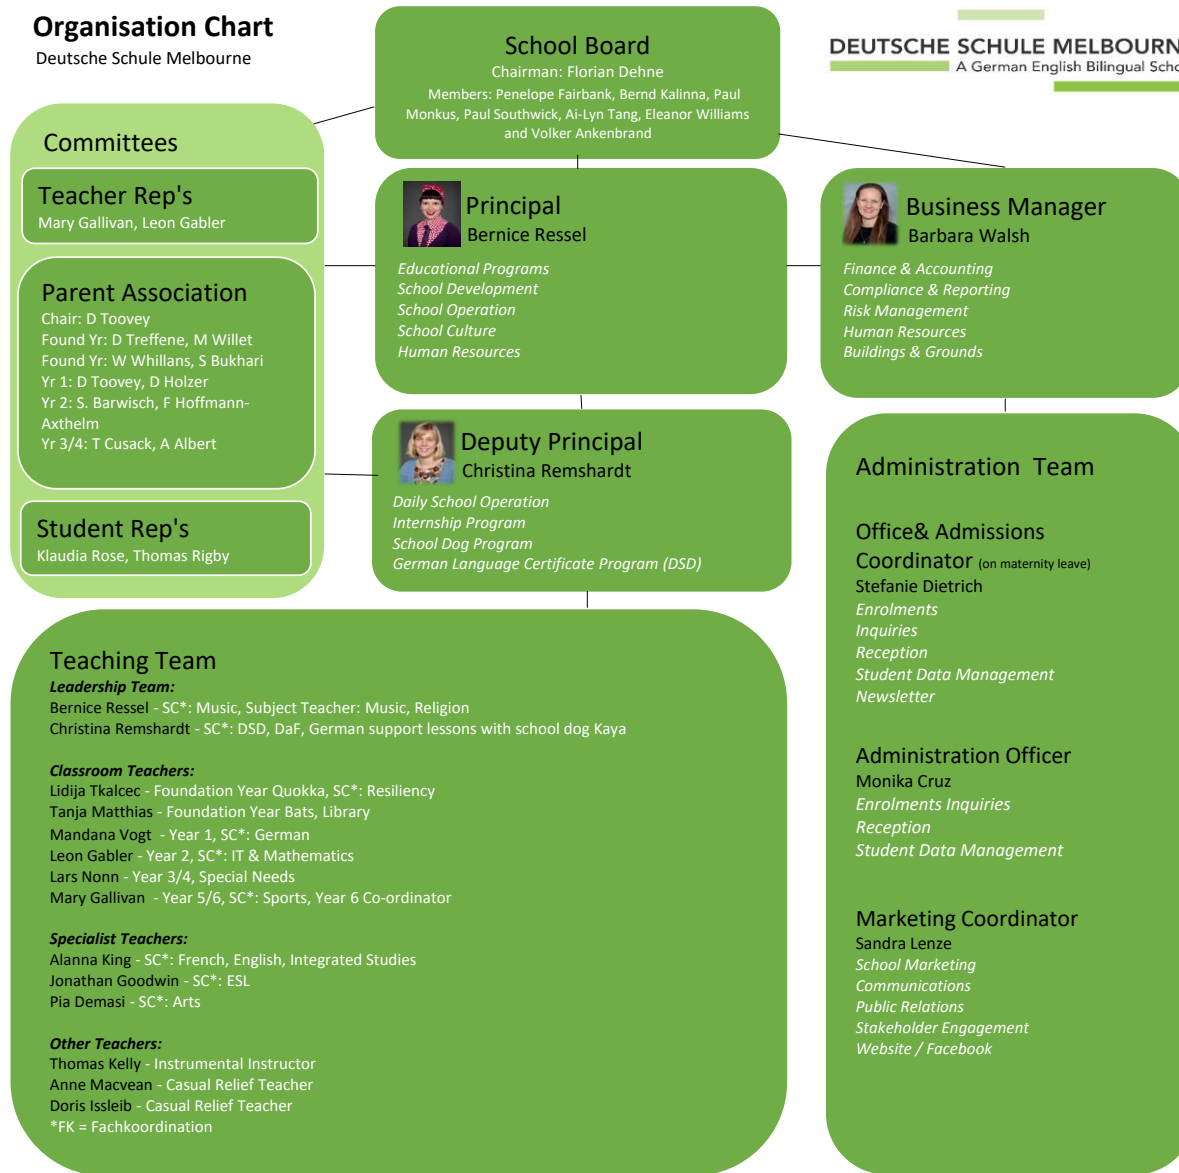 Organisation Chart
Deutsche Schule Melbourne
School Board
Chairman: Florian Dehne
Members: Penelope Fairbank, Bernd Kalinna, Paul
Monkus, Paul Southwick, Ai-Lyn Tang, Eleanor Williams
and Volker Ankenbrand
DEUTSCHE SCHULE MELBOURN
A German English Bilingual Scho
Committees
Teacher Rep's
Mary Gallivan, Leon Gabler
Parent Association
Chair: D Toovey
Found Yr: D Treffene, M Willet
Found Yr: W Whillans, S Bukhari
Yr 1: D Toovey, D Holzer
Yr 2: S. Barwisch, F Hoffmann-
Axthelm
Yr 3/4: T Cusack, A Albert
Student Rep's
Klaudia Rose, Thomas Rigby
Principal
Bernice Ressel
Educational Programs
School Development
School Operation
School Culture
Human Resources
Business Manager
Barbara Walsh
Finance & Accounting
Compliance & Reporting
Risk Management
Human Resources
Buildings & Grounds
Deputy Principal
Christina Remshardt
Daily School Operation
Internship Program
School Dog Program
German Language Certificate Program (DSD)
Administration Team
Office& Admissions
Coordinator (on maternity leave)
Stefanie Dietrich
Enrolments
Inquiries
Reception
Student Data Management
Newsletter
Administration Officer
Monika Cruz
Enrolments Inquiries
Reception
Student Data Management
Marketing Coordinator
Sandra Lenze
School Marketing
Communications
Public Relations
Stakeholder Engagement
Website / Facebook
Teaching Team
Leadership Team:
Bernice Ressel - SC*: Music, Subject Teacher: Music, Religion
Christina Remshardt - SC*: DSD, DaF, German support lessons with school dog Kaya
Classroom Teachers:
Lidija Tkalcec - Foundation Year Quokka, SC*: Resiliency
Tanja Matthias - Foundation Year Bats, Library
Mandana Vogt - Year 1, SC*: German
Leon Gabler - Year 2, SC*: IT & Mathematics
Lars Nonn - Year 3/4, Special Needs
Mary Gallivan - Year 5/6, SC*: Sports, Year 6 Co-ordinator
Specialist Teachers:
Alanna King - SC*: French, English, Integrated Studies
Jonathan Goodwin - SC*: ESL
Pia Demasi - SC*: Arts
Other Teachers:
Thomas Kelly - Instrumental Instructor
Anne Macvean - Casual Relief Teacher
Doris Issleib - Casual Relief Teacher
*FK = Fachkoordination